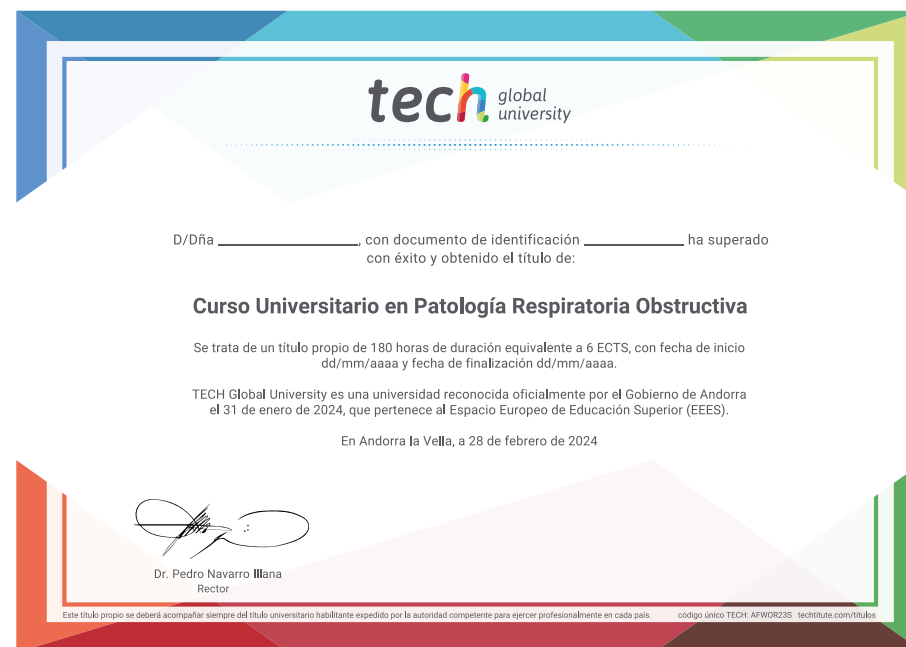 tech global university
D/Dña ____________________, con documento de identificación ______________ ha superado
con éxito y obtenido el título de:
Curso Universitario en Patología Respiratoria Obstructiva
Se trata de un título propio de 180 horas de duración equivalente a 6 ECTS, con fecha de inicio
dd/mm/aaaa y fecha de finalización dd/mm/aaaa.
TECH Global University es una universidad reconocida oficialmente por el Gobierno de Andorra
el 31 de enero de 2024, que pertenece al Espacio Europeo de Educación Superior (EEES).
En Andorra la Vella, a 28 de febrero de 2024
Dr. Pedro Navarro Illana
Rector
Este título propio se deberá acompañar siempre del título universitario habilitante expedido por la autoridad competente para ejercer profesionalmente en cada país. código único TECH: AFWOR23S techtitute.com/titulos